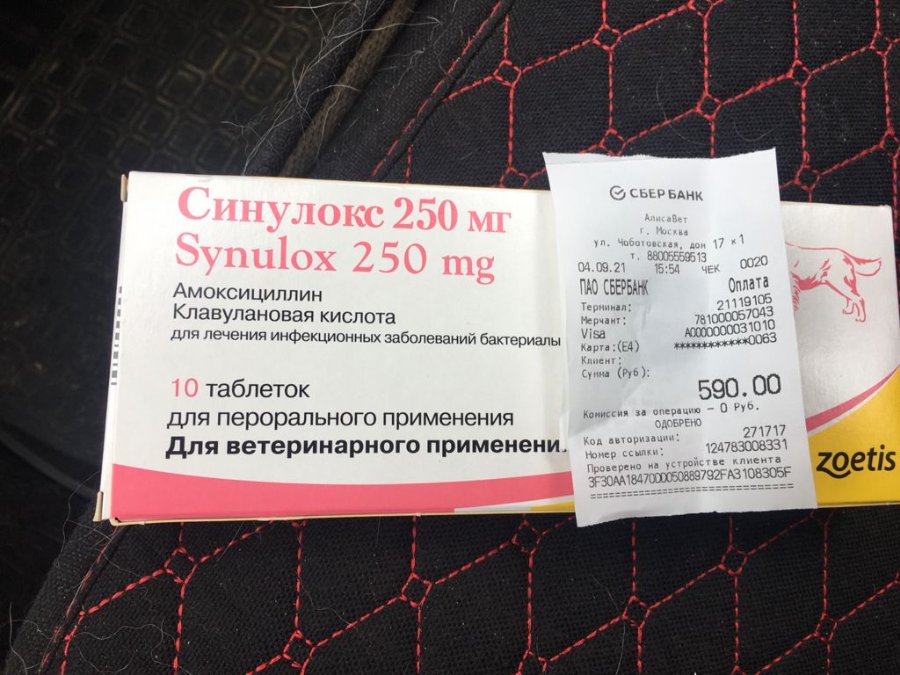 Синулокс 250 мг
Synulox 250 mg
Амоксициллин
Клавулановая кислота
для лечения инфекционных заболеваний бактериалы
10 таблеток
для перорального применения
Для ветеринарного применени
zoetis
СБЕР БАНК
АлисаВет
г. Москва
ул. Чоботовская, дом 17 к 1
т. 88005559513
04.09.21 15:54 ЧЕК 0020
ПАО СБЕРБАНК Оплата
Терминал: 21119105
Мерчант: 781000057043
Visa A0000000031010
Карта:(E4) ************0063
Клиент:
Сумма (Руб):
590.00
Комиссия за операцию – 0 Руб.
ОДОБРЕНО
Код авторизации: 271717
Номер ссылки: 124783008331
Проверено на устройстве клиента
3F30AA1847000050889792FA3108305F
================================